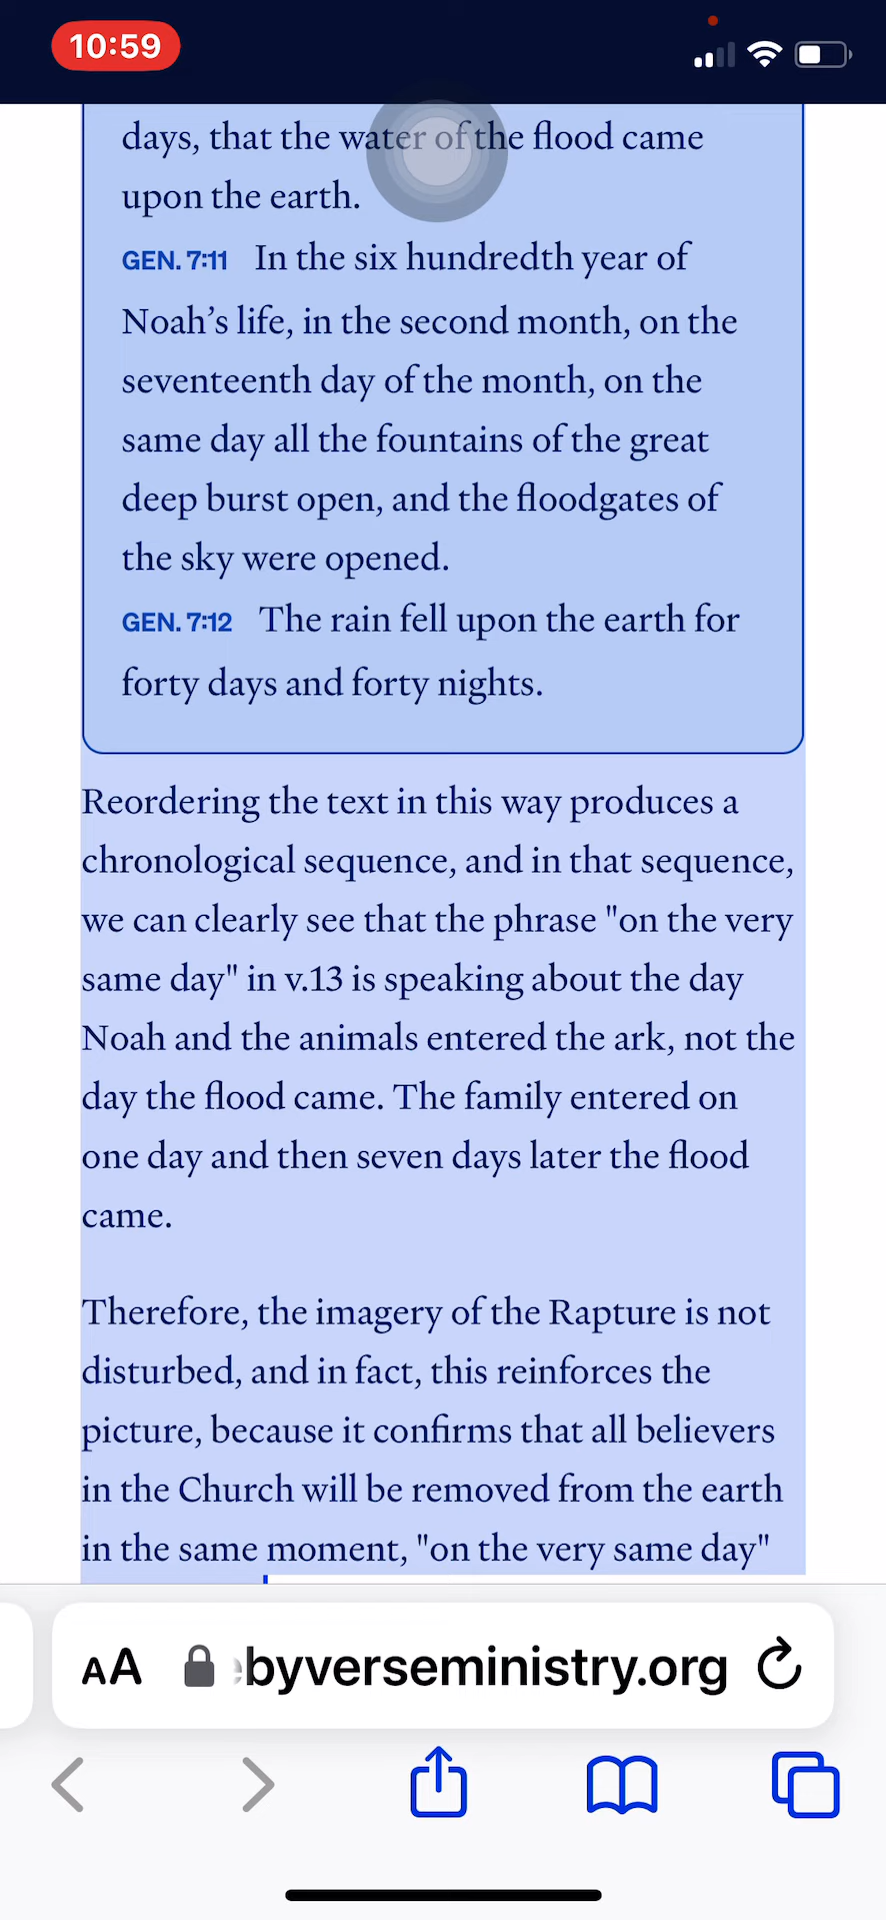 10:59
days, that the water of the flood came
upon the earth.
GEN. 7:11 In the six hundredth year of
Noah’s life, in the second month, on the
seventeenth day of the month, on the
same day all the fountains of the great
deep burst open, and the floodgates of
the sky were opened.
GEN. 7:12 The rain fell upon the earth for
forty days and forty nights.
Reordering the text in this way produces a
chronological sequence, and in that sequence,
we can clearly see that the phrase "on the very
same day" in v.13 is speaking about the day
Noah and the animals entered the ark, not the
day the flood came. The family entered on
one day and then seven days later the flood
came.
Therefore, the imagery of the Rapture is not
disturbed, and in fact, this reinforces the
picture, because it confirms that all believers
in the Church will be removed from the earth
in the same moment, "on the very same day"
AA byverseministry.org